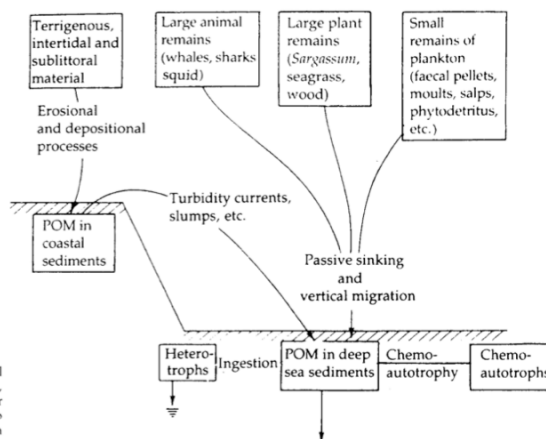 Terrigenous,
intertidal and
sublittoral
material
Large animal
remains
(whales, sharks
squid)
Large plant
remains
(Sargassum,
seagrass,
wood)
Small
remains of
plankton
(faecal pellets,
moults, salps,
phytodetritus,
etc.)
Erosional
and depositional
processes
Turbidity currents,
slumps, etc.
POM in
coastal
sediments
Passive sinking
and
vertical migration
Hetero-
trophs
Ingestion
POM in deep
sea sediments
Chemo-
autotrophy
Chemo-
autotrophs